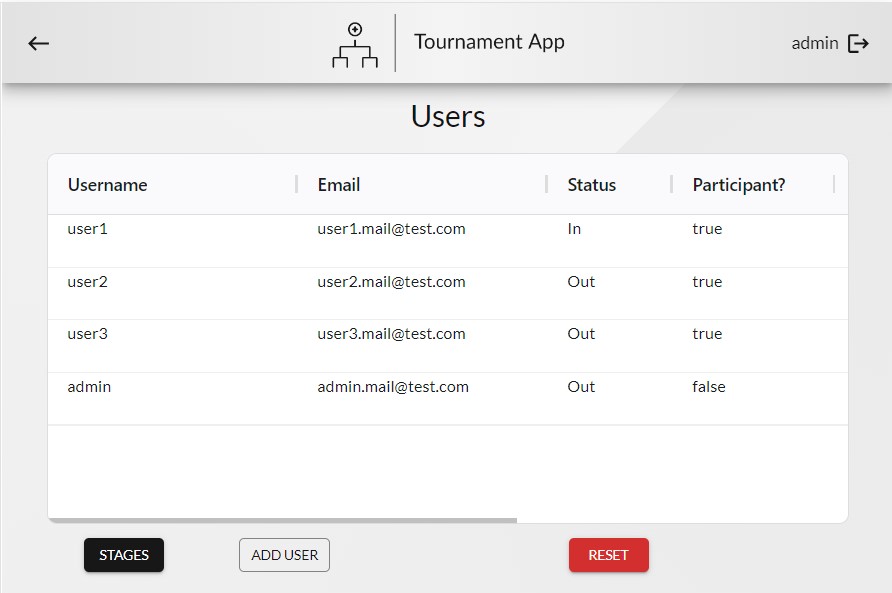 Tournament App
admin
Users
Username Email Status Participant?
user1 user1.mail@test.com In true
user2 user2.mail@test.com Out true
user3 user3.mail@test.com Out true
admin admin.mail@test.com Out false
STAGES ADD USER RESET